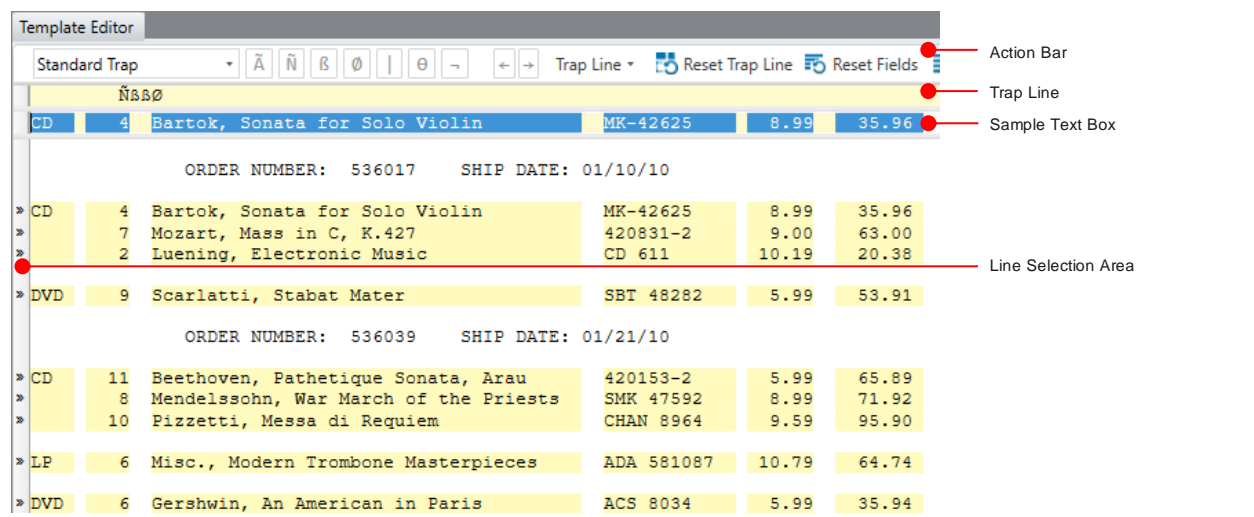 Template Editor
Standard Trap Ã Ñ ß Ø | Ө ¬ ← → Trap Line Reset Trap Line Reset Fields
Action Bar
ÑßßØ
Trap Line
CD 4 Bartok, Sonata for Solo Violin MK-42625 8.99 35.96
Sample Text Box
ORDER NUMBER: 536017 SHIP DATE: 01/10/10
» CD 4 Bartok, Sonata for Solo Violin MK-42625 8.99 35.96
» 7 Mozart, Mass in C, K.427 420831-2 9.00 63.00
» 2 Luening, Electronic Music CD 611 10.19 20.38
Line Selection Area
» DVD 9 Scarlatti, Stabat Mater SBT 48282 5.99 53.91
ORDER NUMBER: 536039 SHIP DATE: 01/21/10
» CD 11 Beethoven, Pathetique Sonata, Arau 420153-2 5.99 65.89
» 8 Mendelssohn, War March of the Priests SMK 47592 8.99 71.92
» 10 Pizzetti, Messa di Requiem CHAN 8964 9.59 95.90
» LP 6 Misc., Modern Trombone Masterpieces ADA 581087 10.79 64.74
» DVD 6 Gershwin, An American in Paris ACS 8034 5.99 35.94